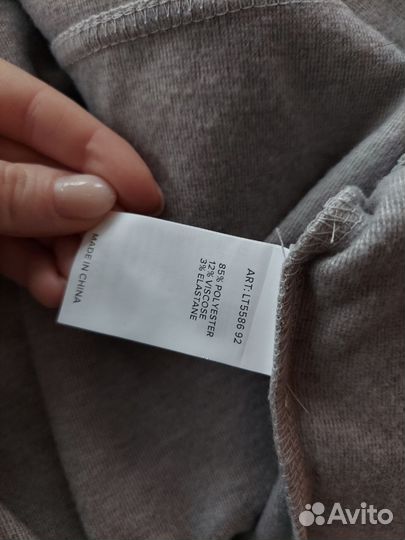 ART: LT5586 92
85% POLYESTER
12% VISCOSE
3% ELASTANE
MADE IN CHINA
Avito